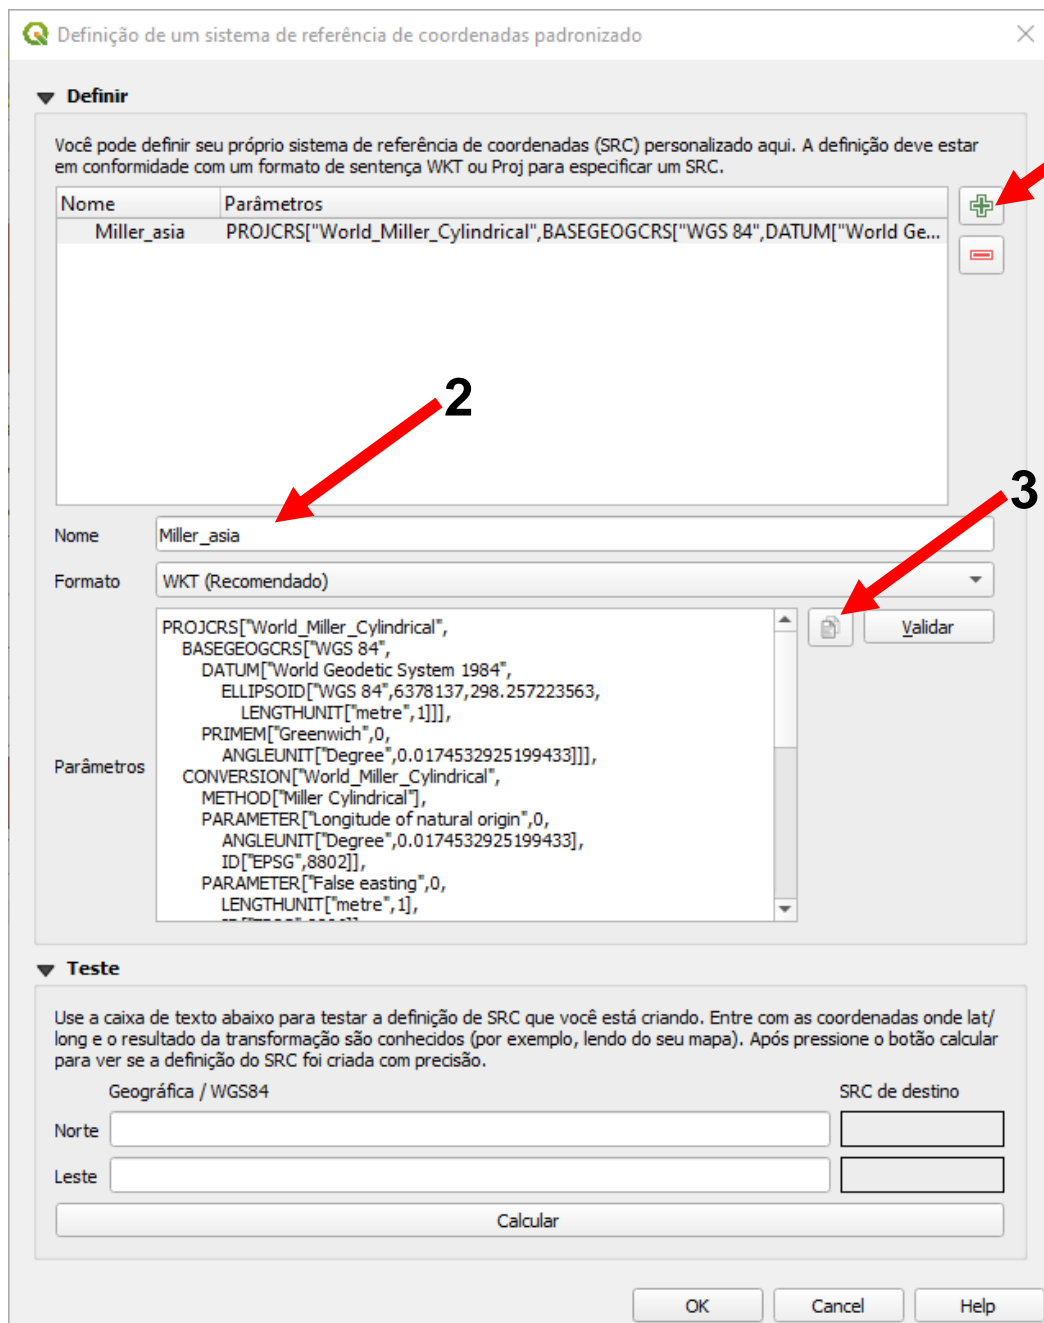 Definição de um sistema de referência de coordenadas padronizado
Definir
Você pode definir seu próprio sistema de referência de coordenadas (SRC) personalizado aqui. A definição deve estar
em conformidade com um formato de sentença WKT ou Proj para especificar um SRC.
Nome Parâmetros
Miller_asia PROJCRS["World_Miller_Cylindrical",BASEGEOGCRS["WGS 84",DATUM["World Ge...
2
3
Nome Miller_asia
Formato WKT (Recomendado)
Validar
Parâmetros
PROJCRS["World_Miller_Cylindrical",
BASEGEOGCRS["WGS 84",
DATUM["World Geodetic System 1984",
ELLIPSOID["WGS 84",6378137,298.257223563,
LENGTHUNIT["metre",1]]],
PRIMEM["Greenwich",0,
ANGLEUNIT["Degree",0.0174532925199433]]],
CONVERSION["World_Miller_Cylindrical",
METHOD["Miller Cylindrical"],
PARAMETER["Longitude of natural origin",0,
ANGLEUNIT["Degree",0.0174532925199433],
ID["EPSG",8802]],
PARAMETER["False easting",0,
LENGTHUNIT["metre",1],
Teste
Use a caixa de texto abaixo para testar a definição de SRC que você está criando. Entre com as coordenadas onde lat/
long e o resultado da transformação são conhecidos (por exemplo, lendo do seu mapa). Após pressione o botão calcular
para ver se a definição do SRC foi criada com precisão.
Geográfica / WGS84 SRC de destino
Norte
Leste
Calcular
OK Cancel Help